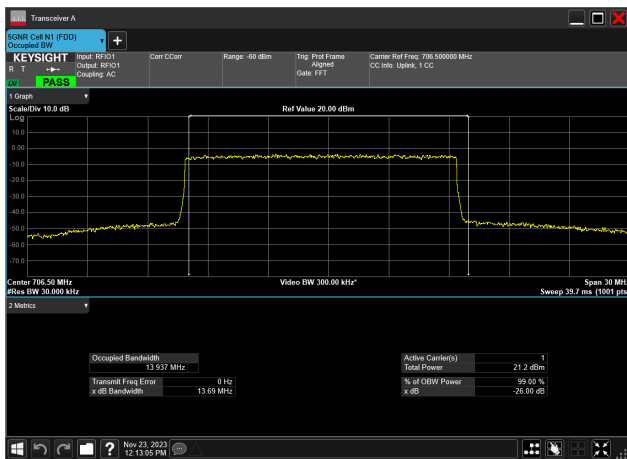 Transceiver A
5GNR Cell N1 (FDD)
Occupied BW
KEYSIGHT
R T
LV PASS
Input: RFIO1
Output: RFIO1
Coupling: AC
Corr CCorr
Range: -60 dBm
Trig: Prot Frame
Aligned
Gate: FFT
Carrier Ref Freq: 706.500000 MHz
CC Info: Uplink, 1 CC
1 Graph
Scale/Div 10.0 dB
Ref Value 20.00 dBm
Log
10.0
0.00
-10.0
-20.0
-30.0
-40.0
-50.0
-60.0
-70.0
Center 706.50 MHz
Video BW 300.00 kHz*
Span 30 MHz
#Res BW 30.000 kHz
Sweep 39.7 ms (1001 pts
2 Metrics
Occupied Bandwidth
13.937 MHz
Transmit Freq Error 0 Hz
x dB Bandwidth 13.69 MHz
Active Carrier(s) 1
Total Power 21.2 dBm
% of OBW Power 99.00 %
x dB -26.00 dB
?
Nov 23, 2023
12:13:05 PM